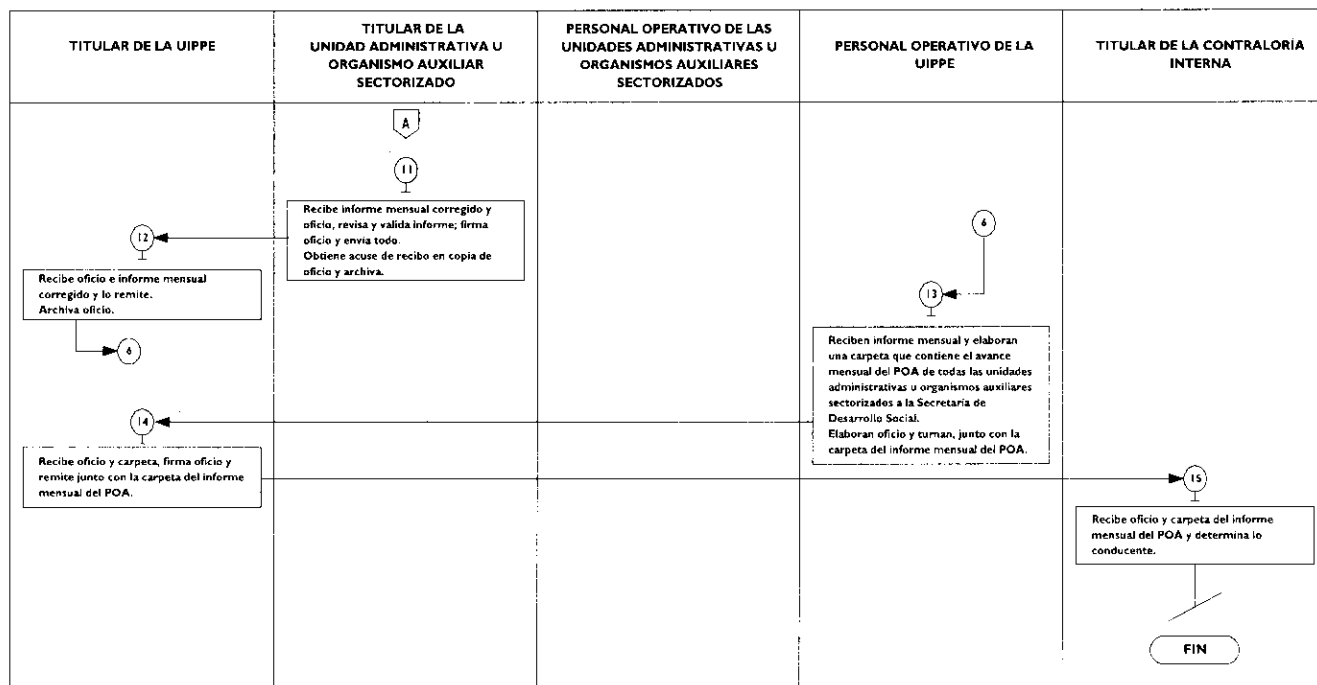 TITULAR DE LA UIPPE
TITULAR DE LA
UNIDAD ADMINISTRATIVA U
ORGANISMO AUXILIAR
SECTORIZADO
PERSONAL OPERATIVO DE LAS
UNIDADES ADMINISTRATIVAS U
ORGANISMOS AUXILIARES
SECTORIZADOS
PERSONAL OPERATIVO DE LA
UIPPE
TITULAR DE LA CONTRALORÍA
INTERNA
A
11
Recibe informe mensual corregido y
oficio, revisa y valida informe; firma
oficio y envía todo.
Obtiene acuse de recibo en copia de
oficio y archiva.
12
Recibe oficio e informe mensual
corregido y lo remite.
Archiva oficio.
6
6
13
Reciben informe mensual y elaboran
una carpeta que contiene el avance
mensual del POA de todas las unidades
administrativas u organismos auxiliares
sectorizados a la Secretaría de
Desarrollo Social.
Elaboran oficio y turnan, junto con la
carpeta del informe mensual del POA.
14
Recibe oficio y carpeta, firma oficio y
remite junto con la carpeta del informe
mensual del POA.
15
Recibe oficio y carpeta del informe
mensual del POA y determina lo
conducente.
FIN